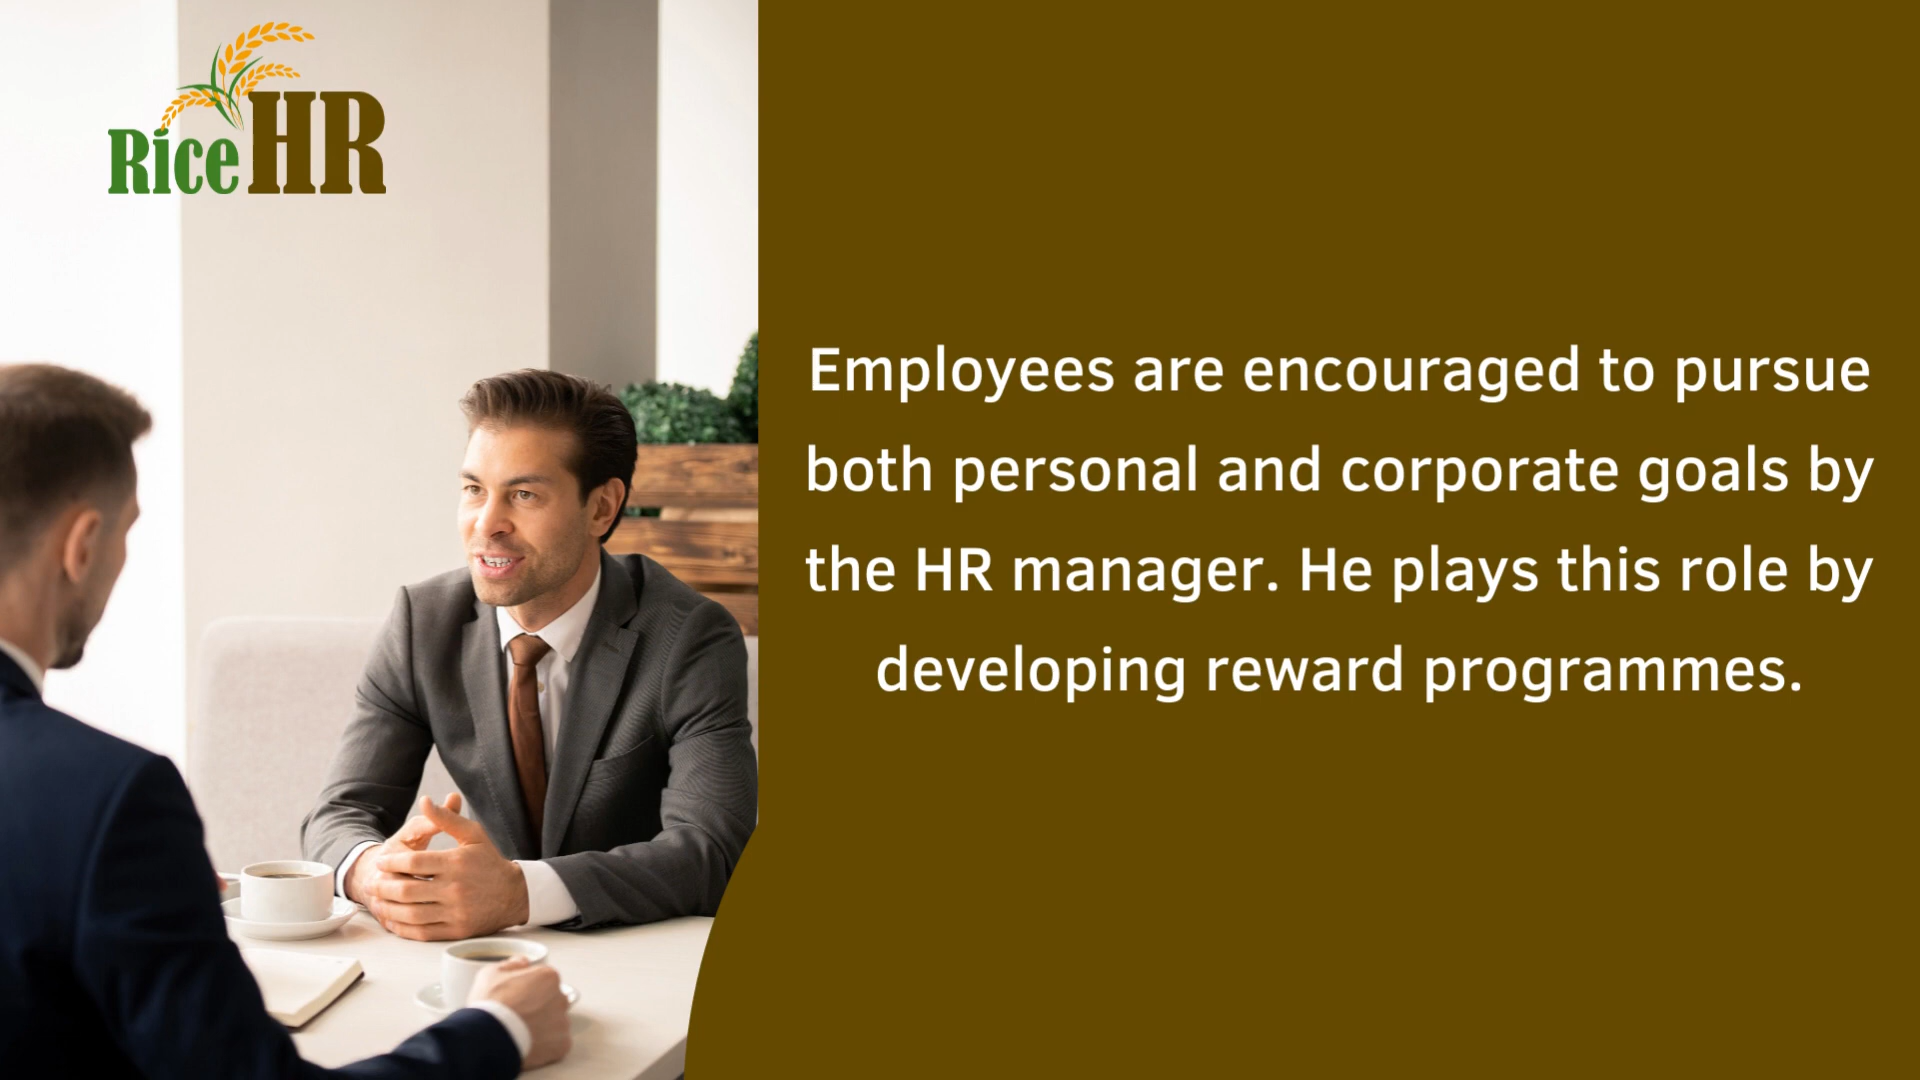 Rice HR
Employees are encouraged to pursue
both personal and corporate goals by
the HR manager. He plays this role by
developing reward programmes.